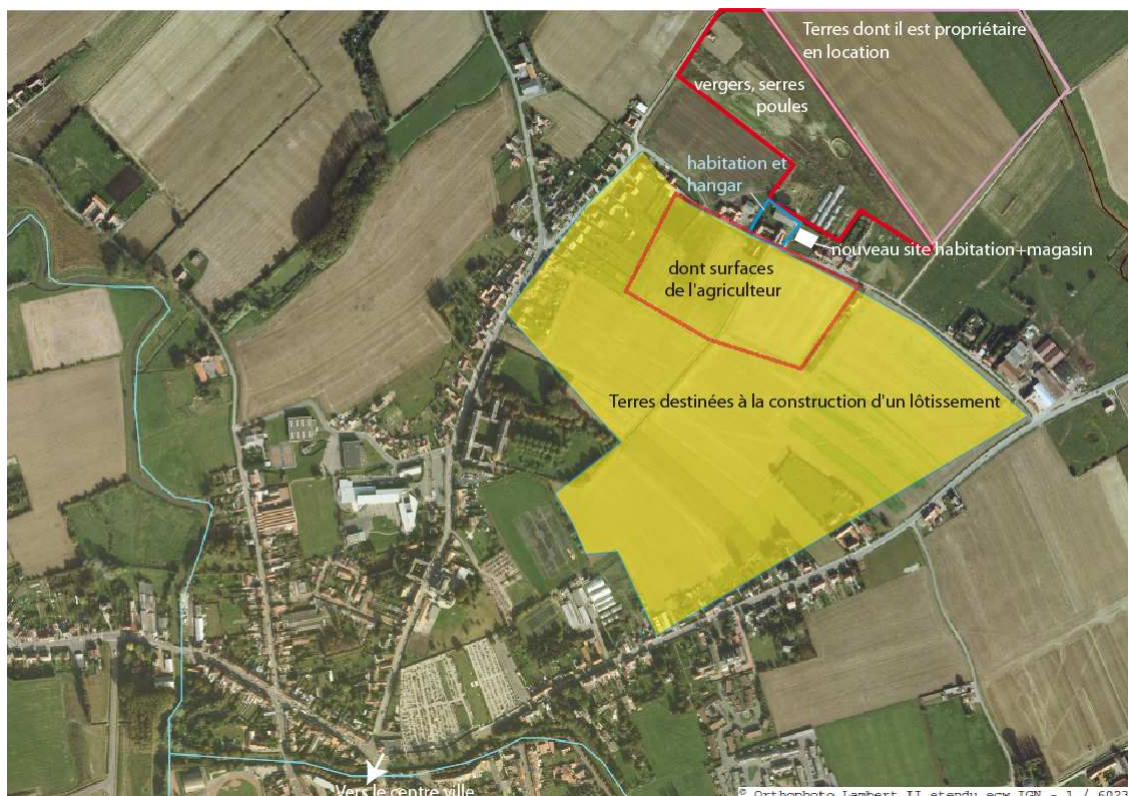 Terres dont il est propriétaire
en location
vergers, serres
poules
habitation et
hangar
nouveau site habitation+magasin
dont surfaces
de l'agriculteur
Terres destinées à la construction d'un lôtissement
Vers le centre ville
© Orthophoto Lambert II etendu ecw IGN - 1 / 6023